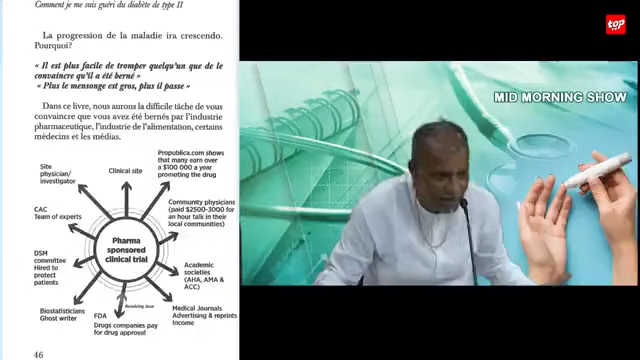 Comment je me suis guéri du diabète de type II
La progression de la maladie ira crescendo.
Pourquoi?
« Il est plus facile de tromper quelqu'un que de le
convaincre qu'il a été berné »
« Plus le mensonge est gros, plus il passe »
Dans ce livre, nous aurons la difficile tâche de vous
convaincre que vous avez été bernés par l'industrie
pharmaceutique, l'industrie de l'alimentation, certains
médecins et les médias.
Site
physician/
investigator
Clinical site
Propublica.com shows
that many earn over
a $100 000 a year
promoting the drug
CAC
Team of experts
Community physicians
(paid $2500-3000 for
an hour talk in their
local communities)
Pharma
sponsored
clinical trial
DSM
committee
Hired to
protect
patients
Academic
societies
(AHA, AMA &
ACC)
Biostatisticians
Ghost writer
Revolving door
FDA
Drugs companies pay
for drug approval
Medical Journals
Advertising & reprints
Income
46
top
MID MORNING SHOW